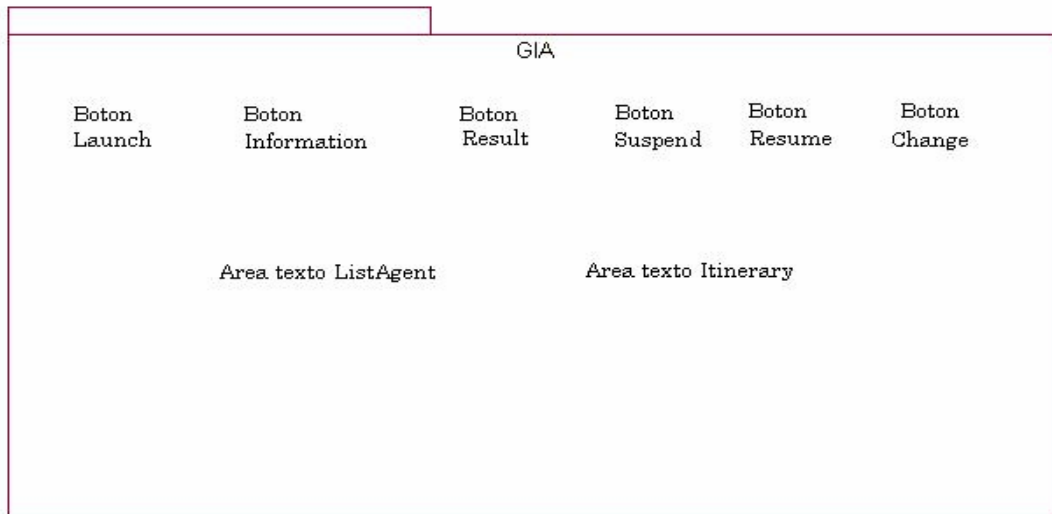 GIA
Boton
Launch
Boton
Information
Boton
Result
Boton
Suspend
Boton
Resume
Boton
Change
Area texto ListAgent
Area texto Itinerary